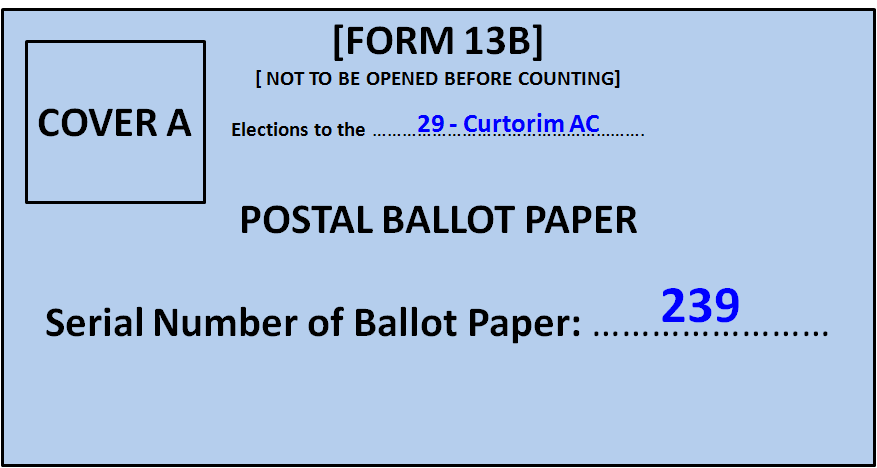 [FORM 13B]
[ NOT TO BE OPENED BEFORE COUNTING]
COVER A
Elections to the ....................29 - Curtorim AC....................
POSTAL BALLOT PAPER
Serial Number of Ballot Paper: ........239................